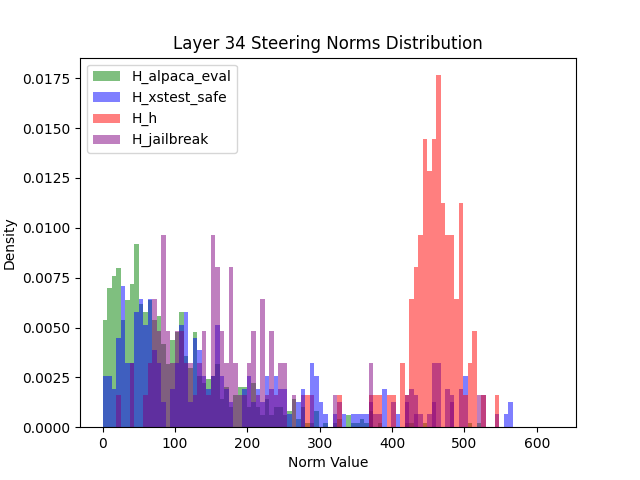 Layer 34 Steering Norms Distribution
H_alpaca_eval
H_xstest_safe
H_h
H_jailbreak
Density
0.0175
0.0150
0.0125
0.0100
0.0075
0.0050
0.0025
0.0000
0 100 200 300 400 500 600
Norm Value